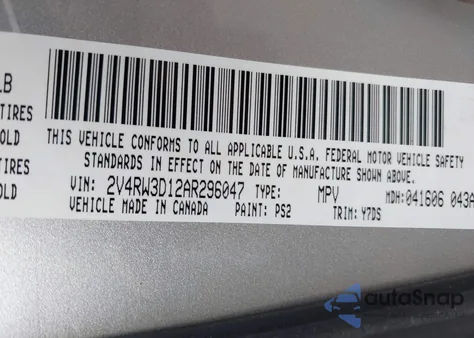 LB
TIRES
OLD
TIRES
OLD
THIS VEHICLE CONFORMS TO ALL APPLICABLE U.S.A. FEDERAL MOTOR VEHICLE SAFETY
STANDARDS IN EFFECT ON THE DATE OF MANUFACTURE SHOWN ABOVE.
VIN: 2V4RW3D12AR296047 TYPE: MPV MDH:041606 043A
VEHICLE MADE IN CANADA PAINT: PS2 TRIM: Y7DS
autoSnap